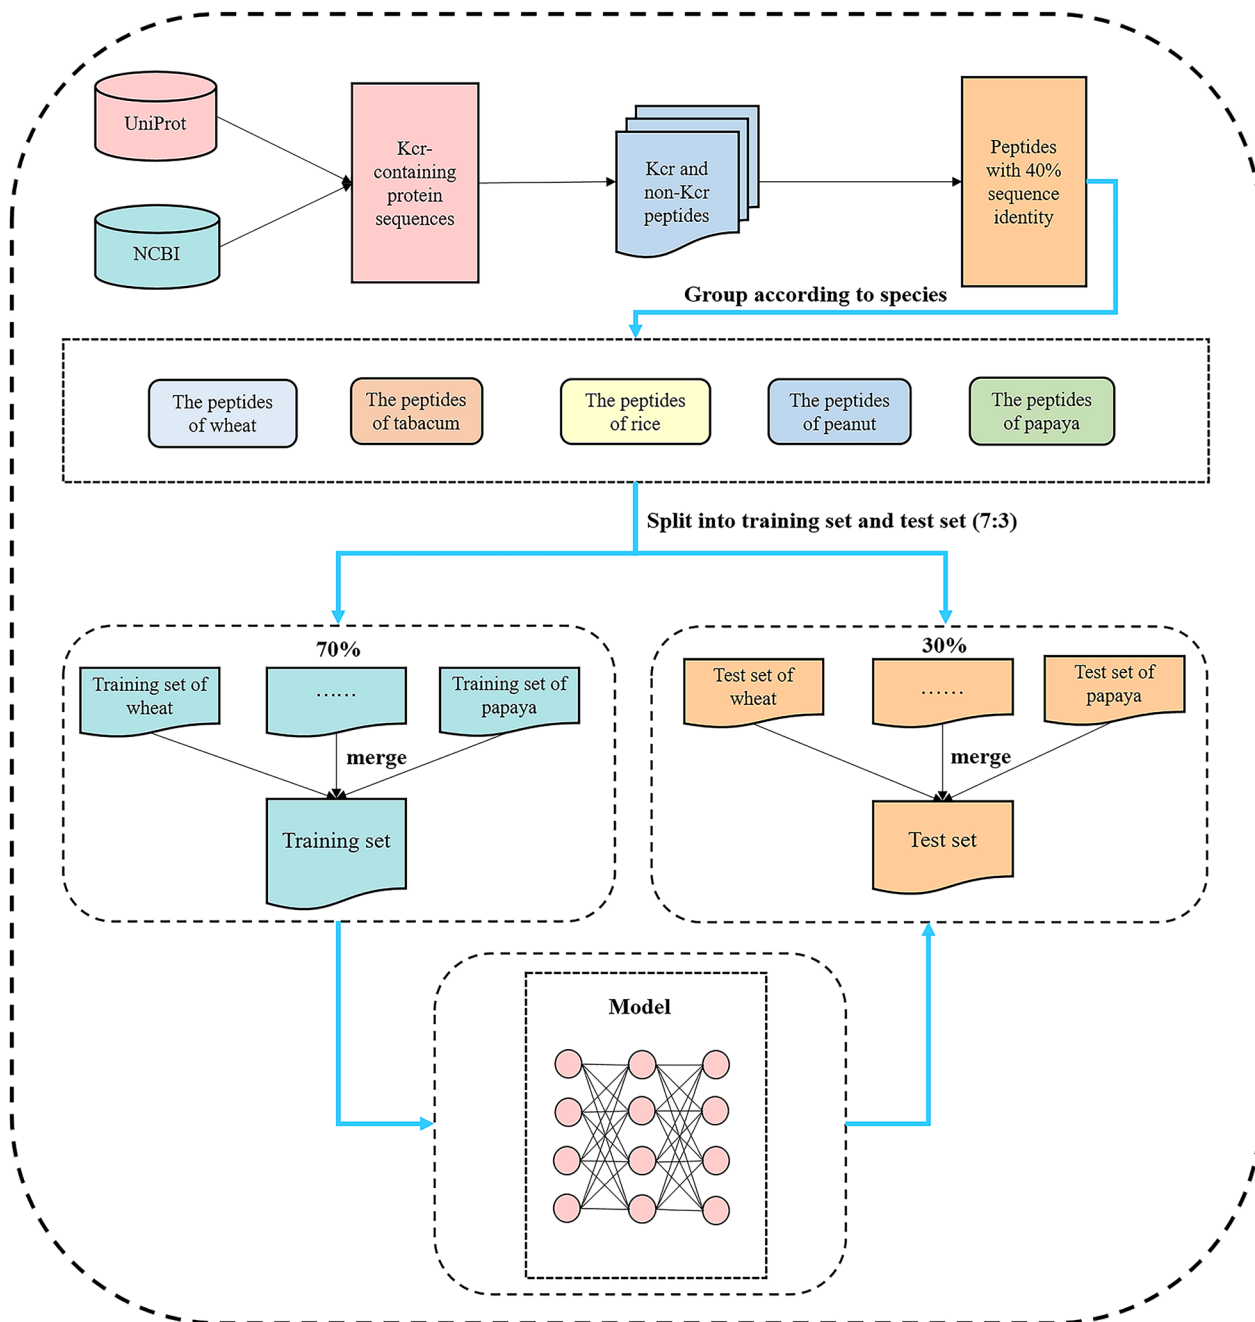 UniProt
NCBI
Kcr-
containing
protein
sequences
Kcr and
non-Kcr
peptides
Peptides
with 40%
sequence
identity
Group according to species
The peptides
of wheat
The peptides
of tabacum
The peptides
of rice
The peptides
of peanut
The peptides
of papaya
Split into training set and test set (7:3)
70%
Training set of
wheat
......
Training set of
papaya
merge
Training set
30%
Test set of
wheat
......
Test set of
papaya
merge
Test set
Model